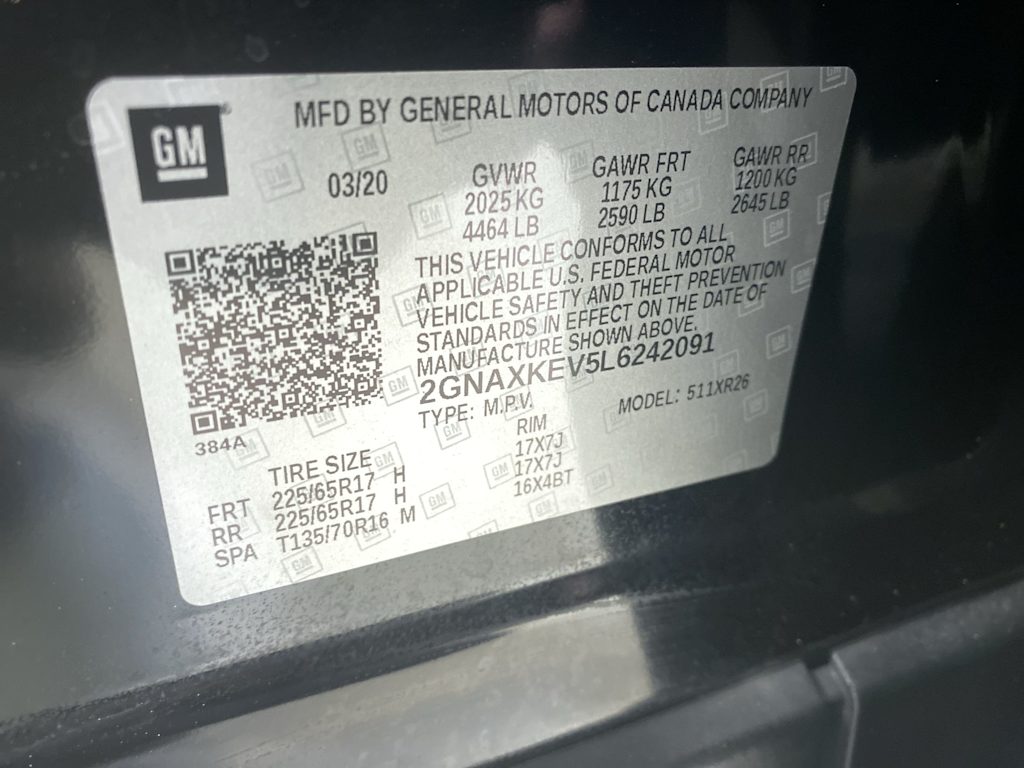 GM
MFD BY GENERAL MOTORS OF CANADA COMPANY
03/20
GVWR
2025 KG
4464 LB
GAWR FRT
1175 KG
2590 LB
GAWR RR
1200 KG
2645 LB
THIS VEHICLE CONFORMS TO ALL
APPLICABLE U.S. FEDERAL MOTOR
VEHICLE SAFETY AND THEFT PREVENTION
STANDARDS IN EFFECT ON THE DATE OF
MANUFACTURE SHOWN ABOVE.
2GNAXKEV5L6242091
TYPE: M.P.V. MODEL: 511XR26
384A
TIRE SIZE RIM
FRT 225/65R17 H 17X7J
RR 225/65R17 H 17X7J
SPA T135/70R16 M 16X4BT